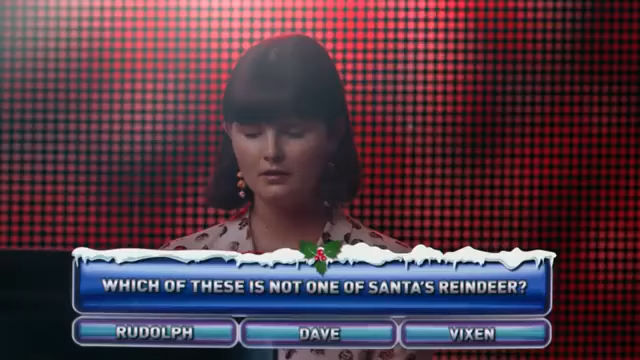 WHICH OF THESE IS NOT ONE OF SANTA'S REINDEER?
RUDOLPH
DAVE
VIXEN